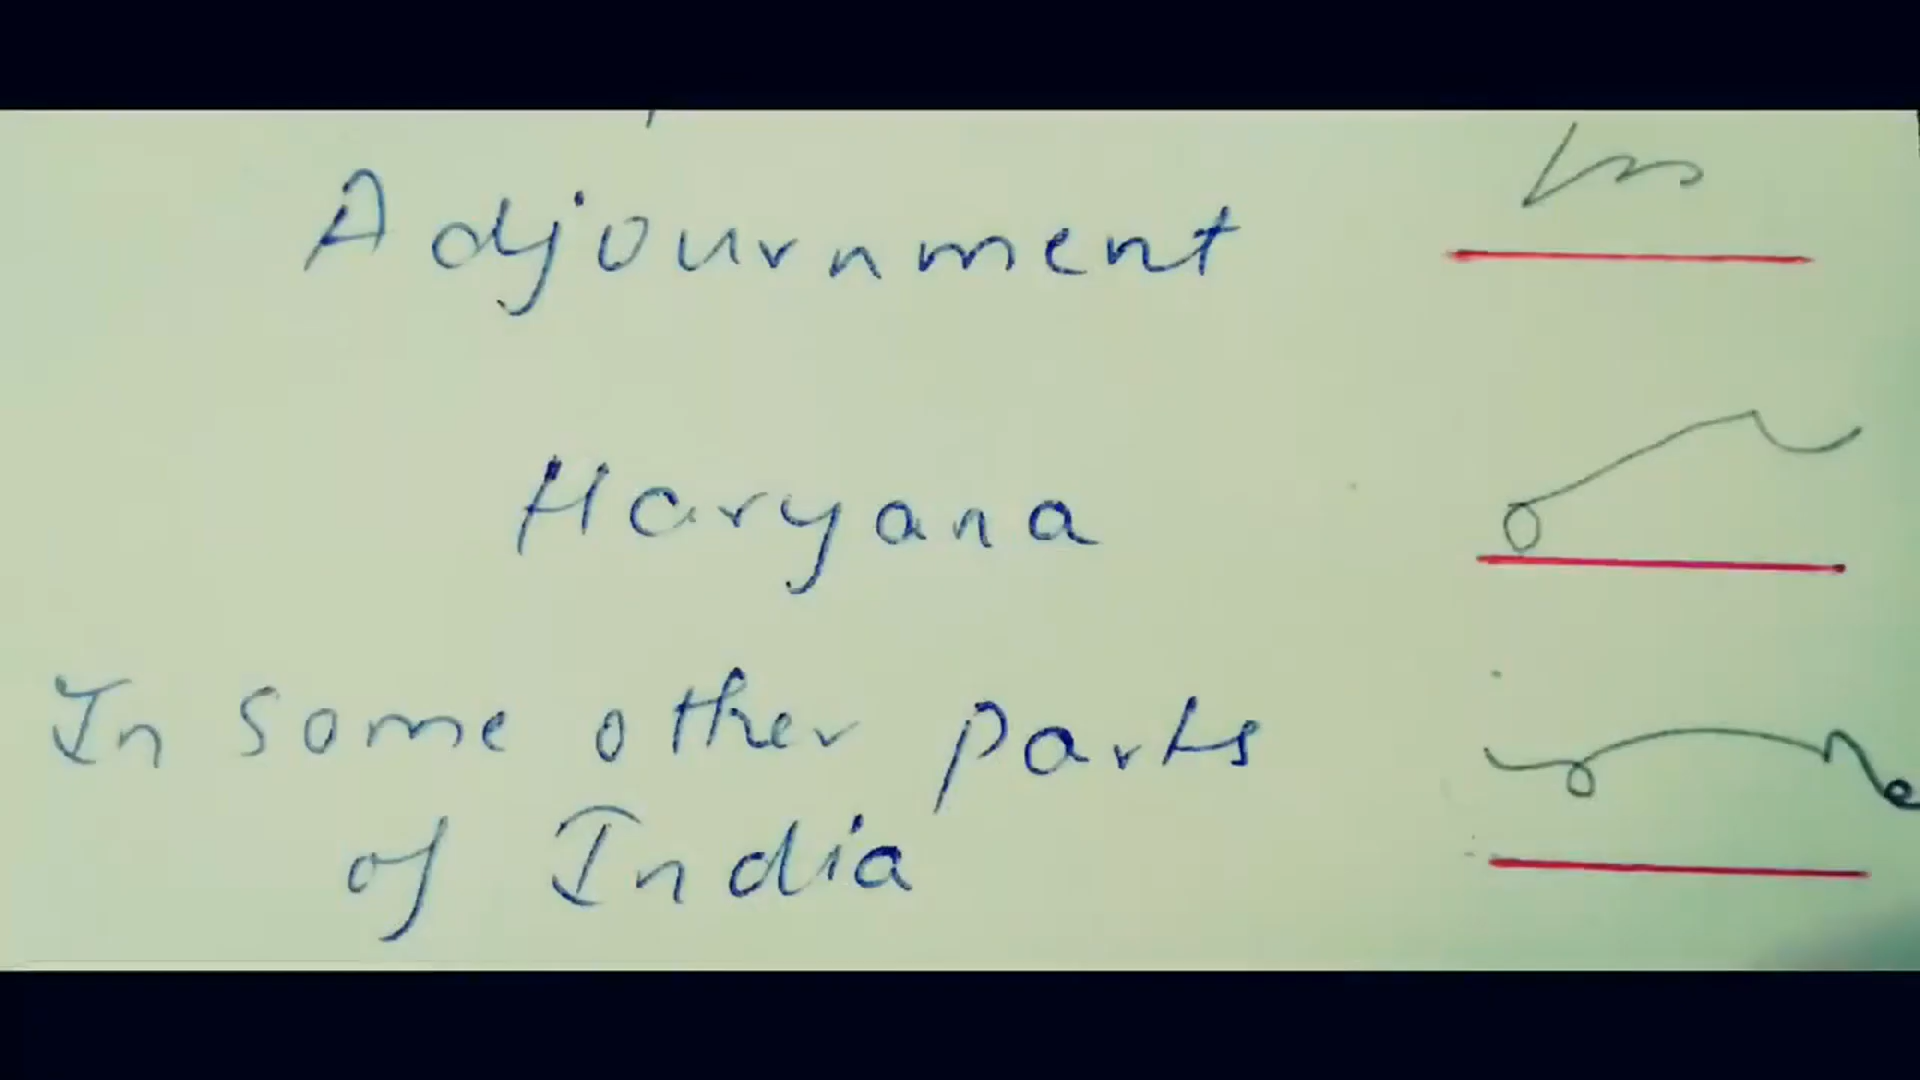 Adjournment
Haryana
In some other parts
of India